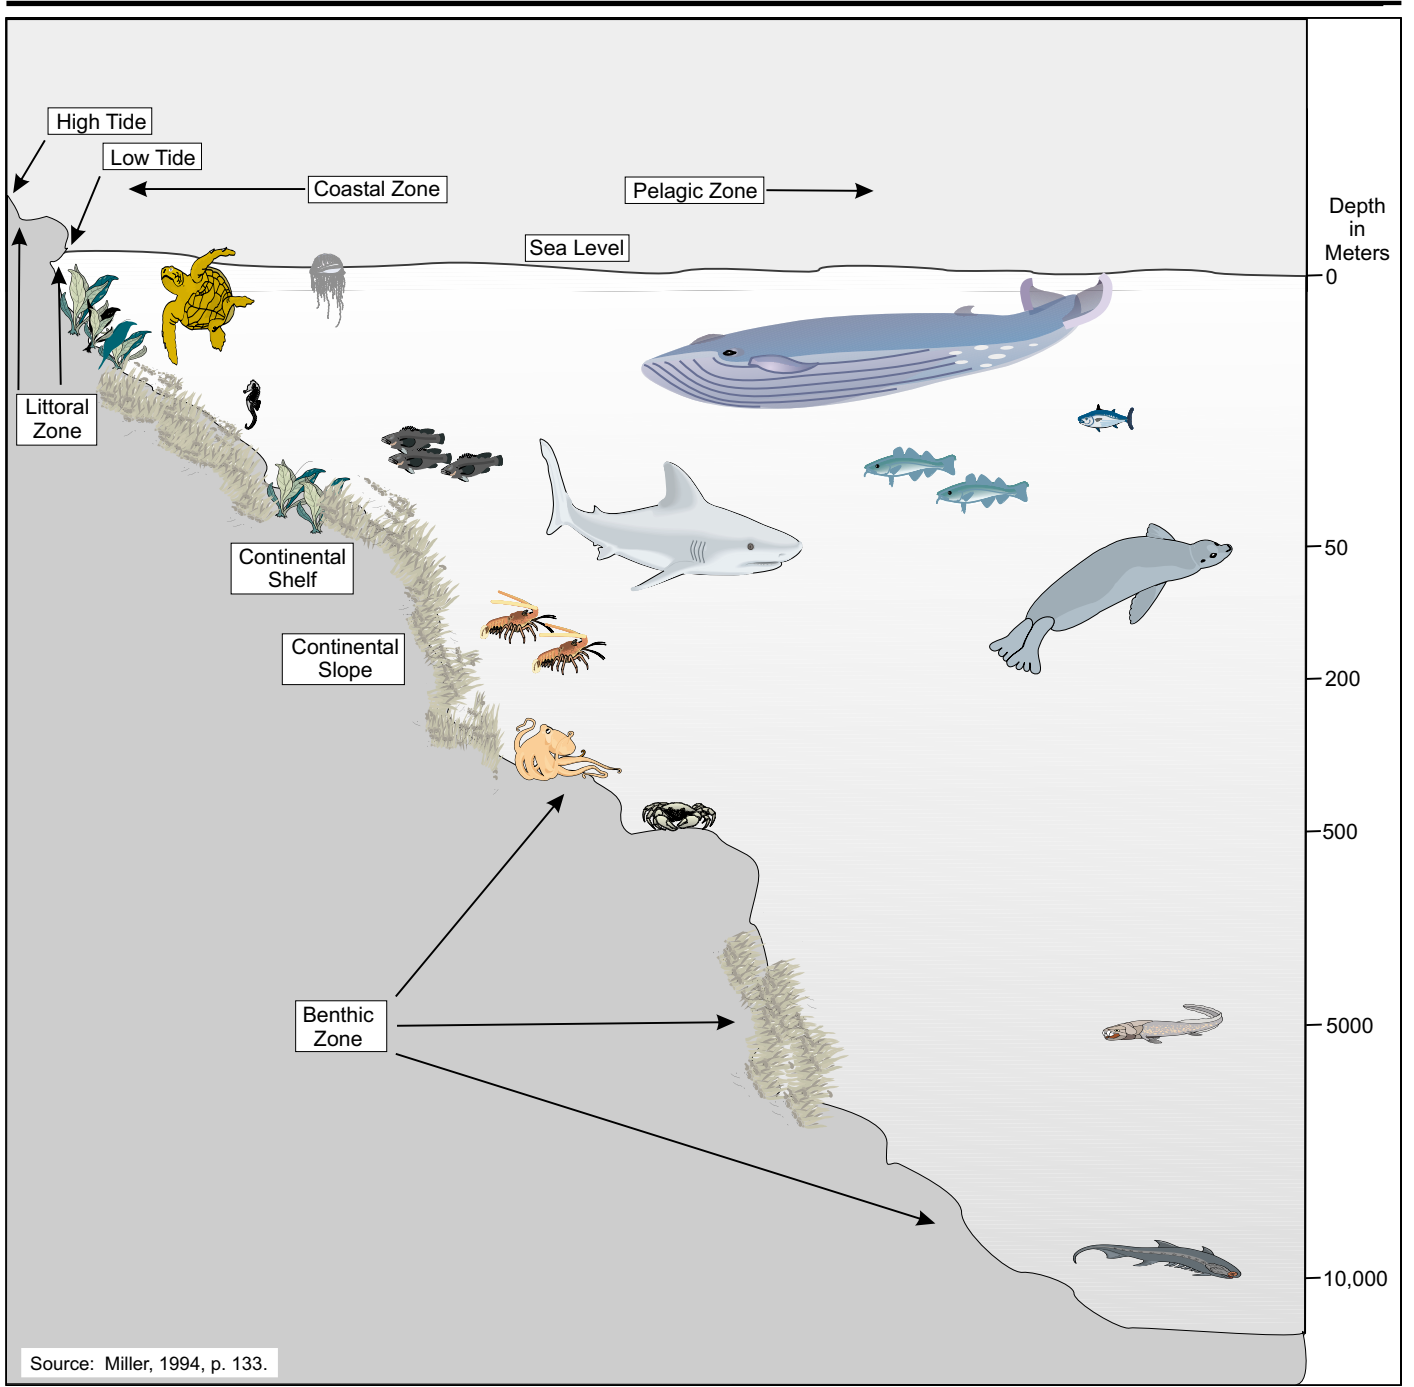 High Tide
Low Tide
Coastal Zone
Pelagic Zone
Depth
in
Meters
Sea Level
0
Littoral
Zone
50
Continental
Shelf
Continental
Slope
200
500
Benthic
Zone
5000
10,000
Source: Miller, 1994, p. 133.